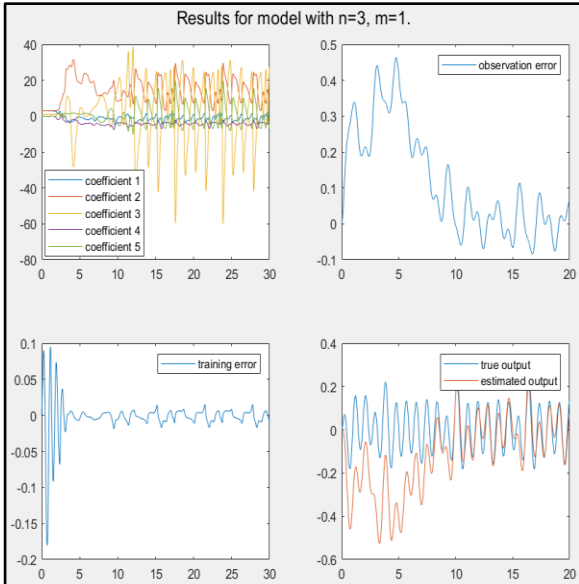 Results for model with n=3, m=1.
40
20
0
-20
-40
-60
-80
coefficient 1
coefficient 2
coefficient 3
coefficient 4
coefficient 5
0 5 10 15 20 25 30
0.5
0.4
0.3
0.2
0.1
0
-0.1
observation error
0 5 10 15 20
0.1
0.05
0
-0.05
-0.1
-0.15
-0.2
training error
0 5 10 15 20 25 30
0.4
0.2
0
-0.2
-0.4
-0.6
true output
estimated output
0 5 10 15 20